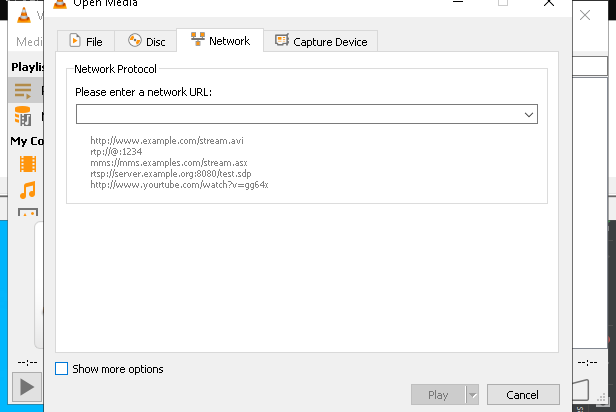 Open Media
Medi
File
Disc
Network
Capture Device
Playlis
Network Protocol
Please enter a network URL:
My Co
http://www.example.com/stream.avi
rtp://@:1234
mms://mms.examples.com/stream.asx
rtsp://server.example.org:8080/test.sdp
http://www.yourtube.com/watch?v=gg64x
--:--
Show more options
--:--
Play
Cancel